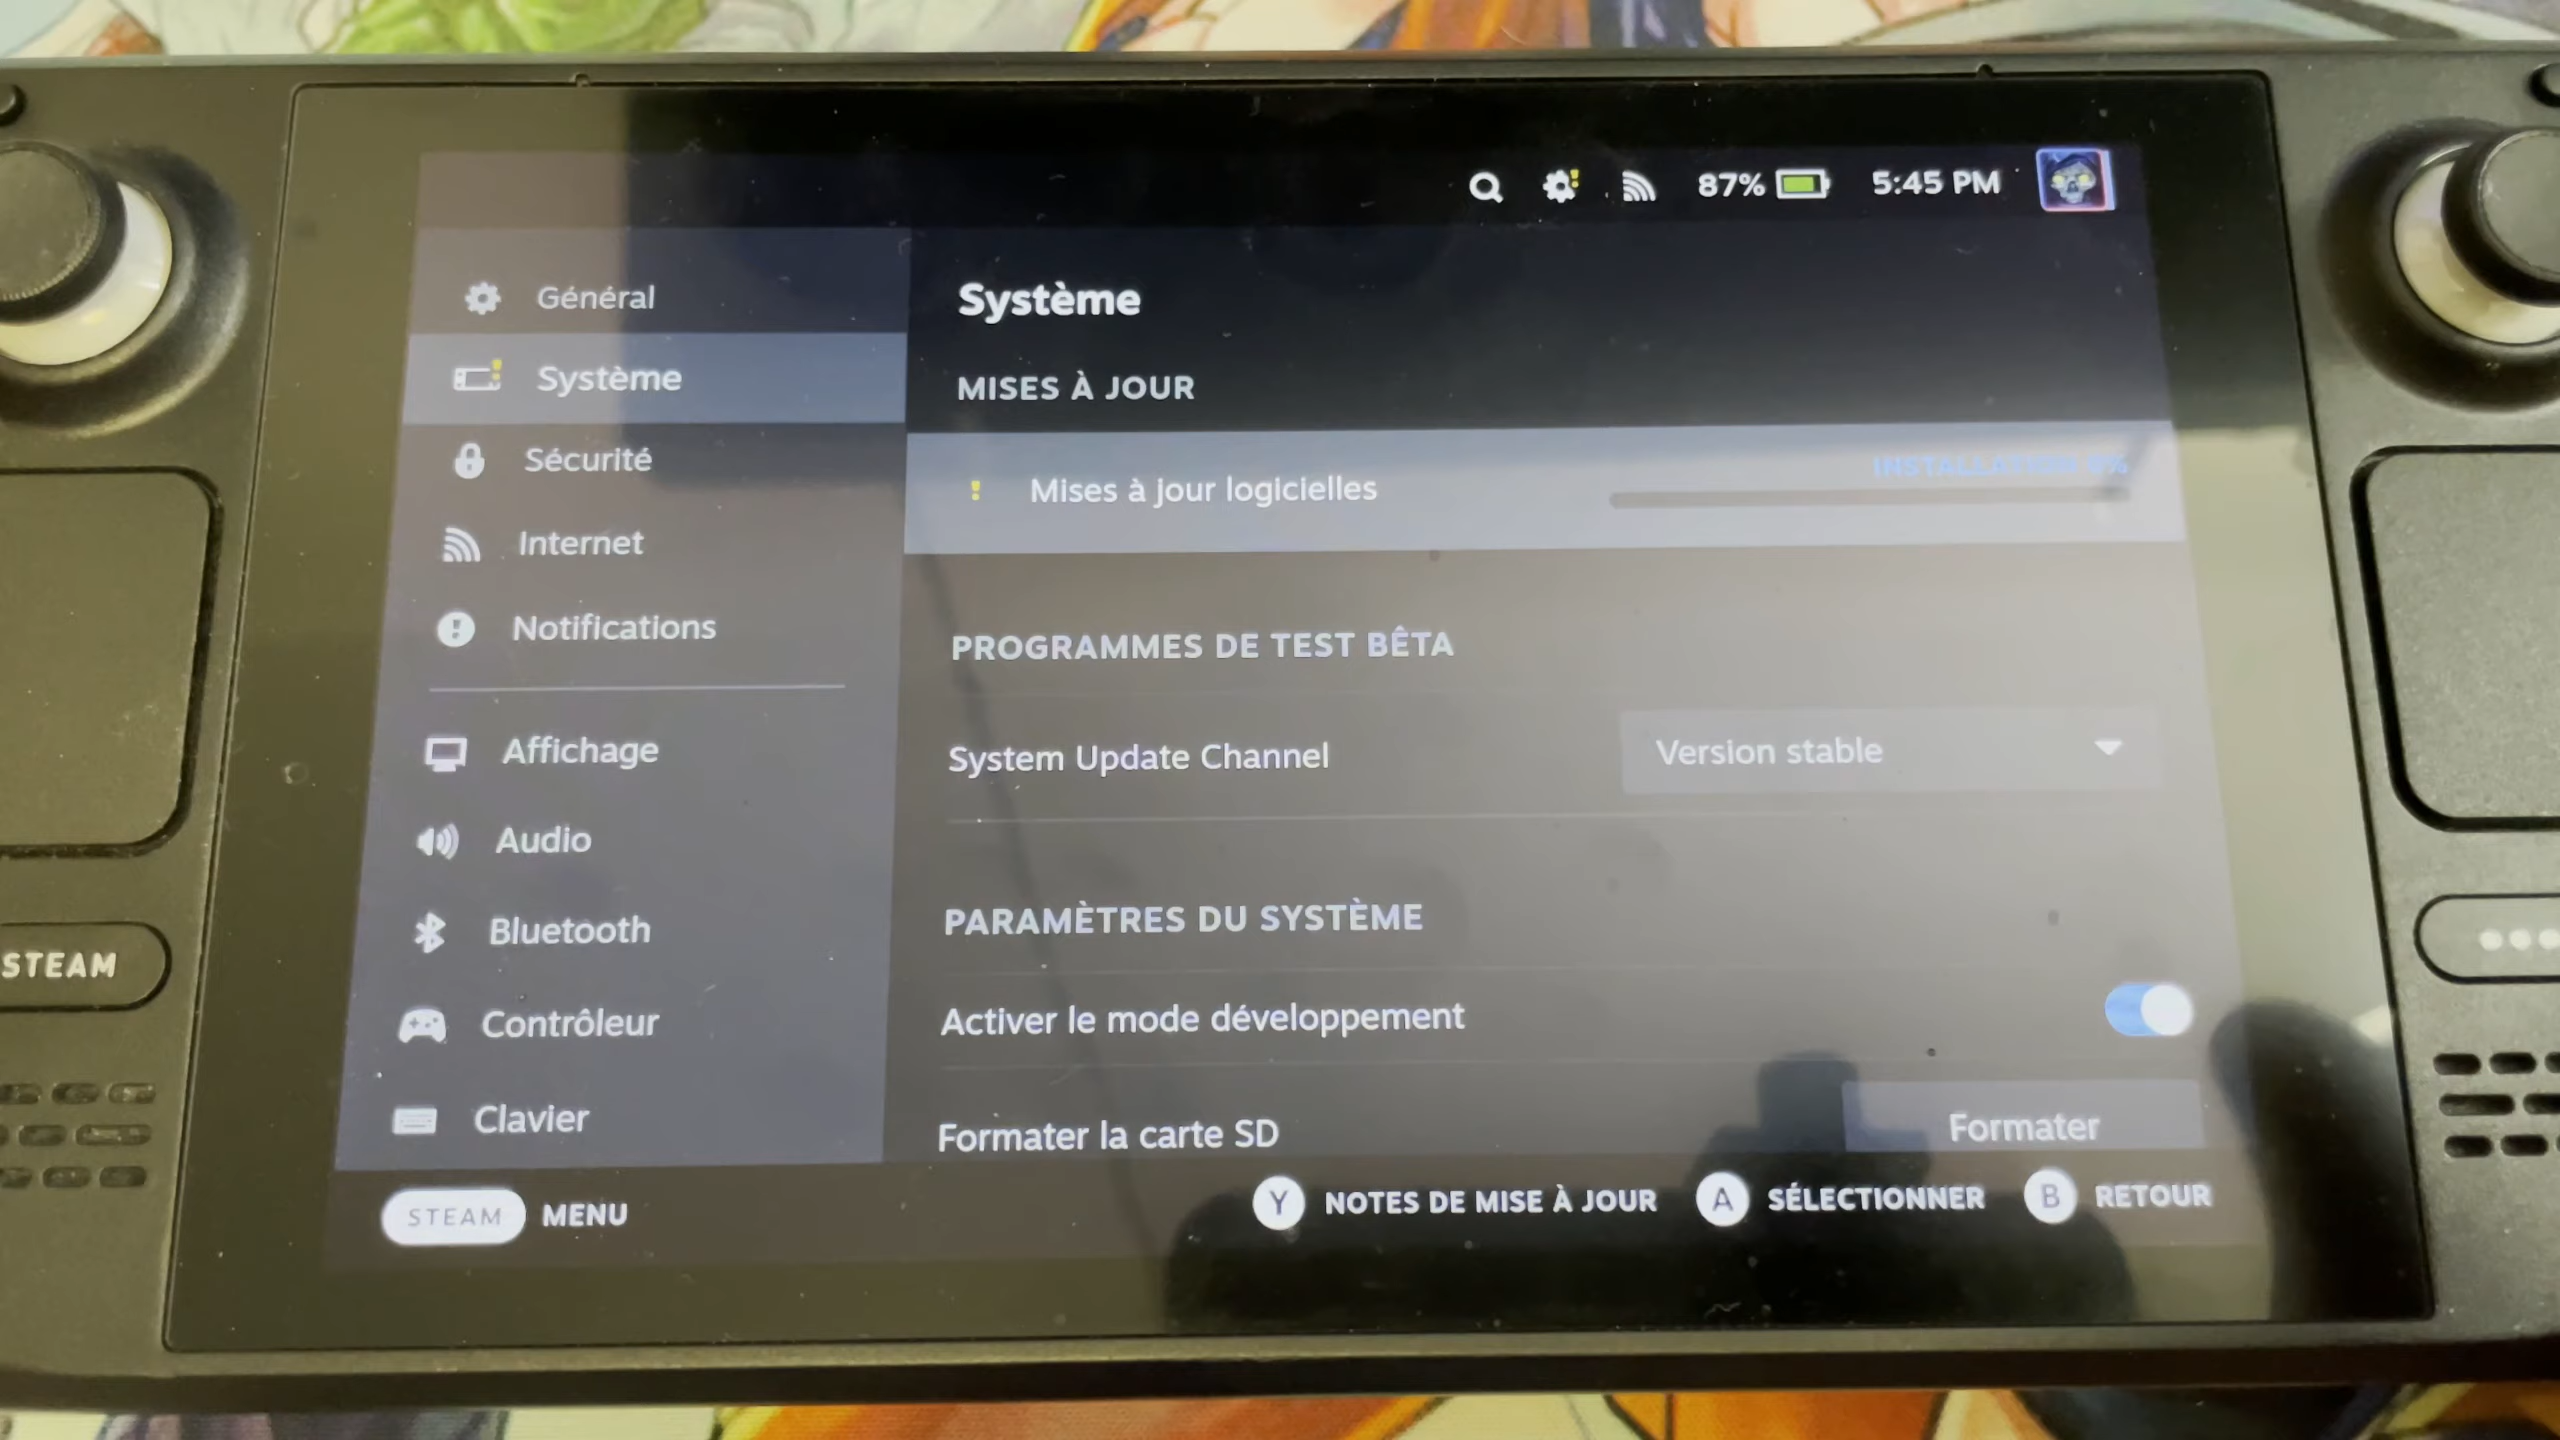 87% 5:45 PM
Général
Système
Sécurité
Internet
Notifications
Affichage
Audio
Bluetooth
Contrôleur
Clavier
Système
MISES À JOUR
Mises à jour logicielles
INSTALLATION
PROGRAMMES DE TEST BÊTA
System Update Channel
Version stable
PARAMÈTRES DU SYSTÈME
Activer le mode développement
Formater la carte SD
Formater
STEAM MENU
Y NOTES DE MISE À JOUR A SÉLECTIONNER B RETOUR
STEAM